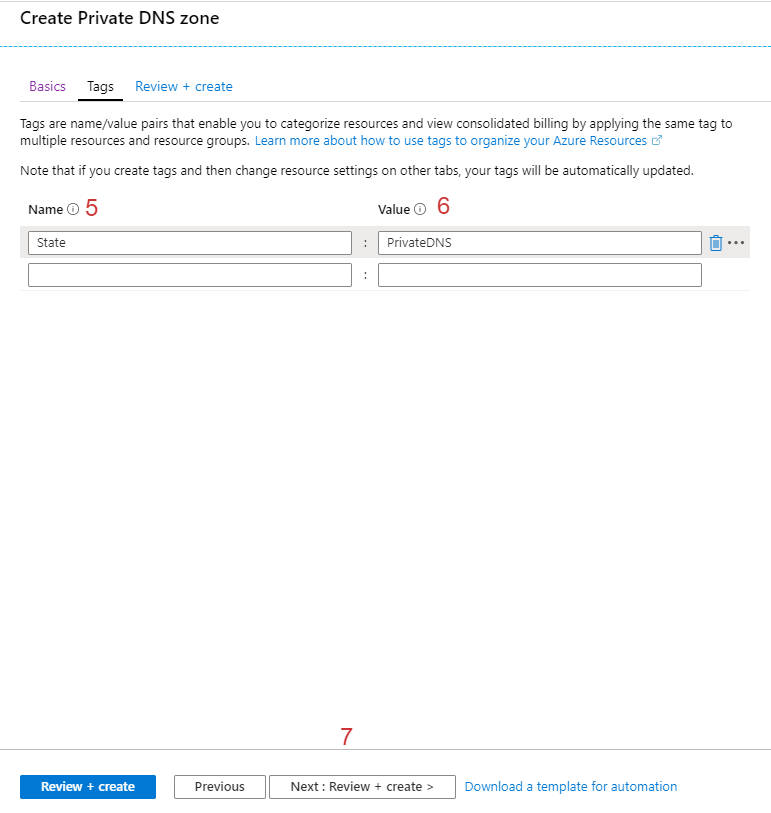 Create Private DNS zone
Basics Tags Review + create
Tags are name/value pairs that enable you to categorize resources and view consolidated billing by applying the same tag to
multiple resources and resource groups. Learn more about how to use tags to organize your Azure Resources
Note that if you create tags and then change resource settings on other tabs, your tags will be automatically updated.
Name 5 Value 6
State : PrivateDNS
:
7
Review + create Previous Next : Review + create > Download a template for automation